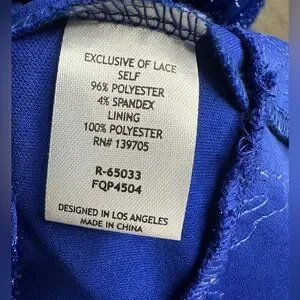 EXCLUSIVE OF LACE
SELF
96% POLYESTER
4% SPANDEX
LINING
100% POLYESTER
RN# 139705
R-65033
FQP4504
DESIGNED IN LOS ANGELES
MADE IN CHINA